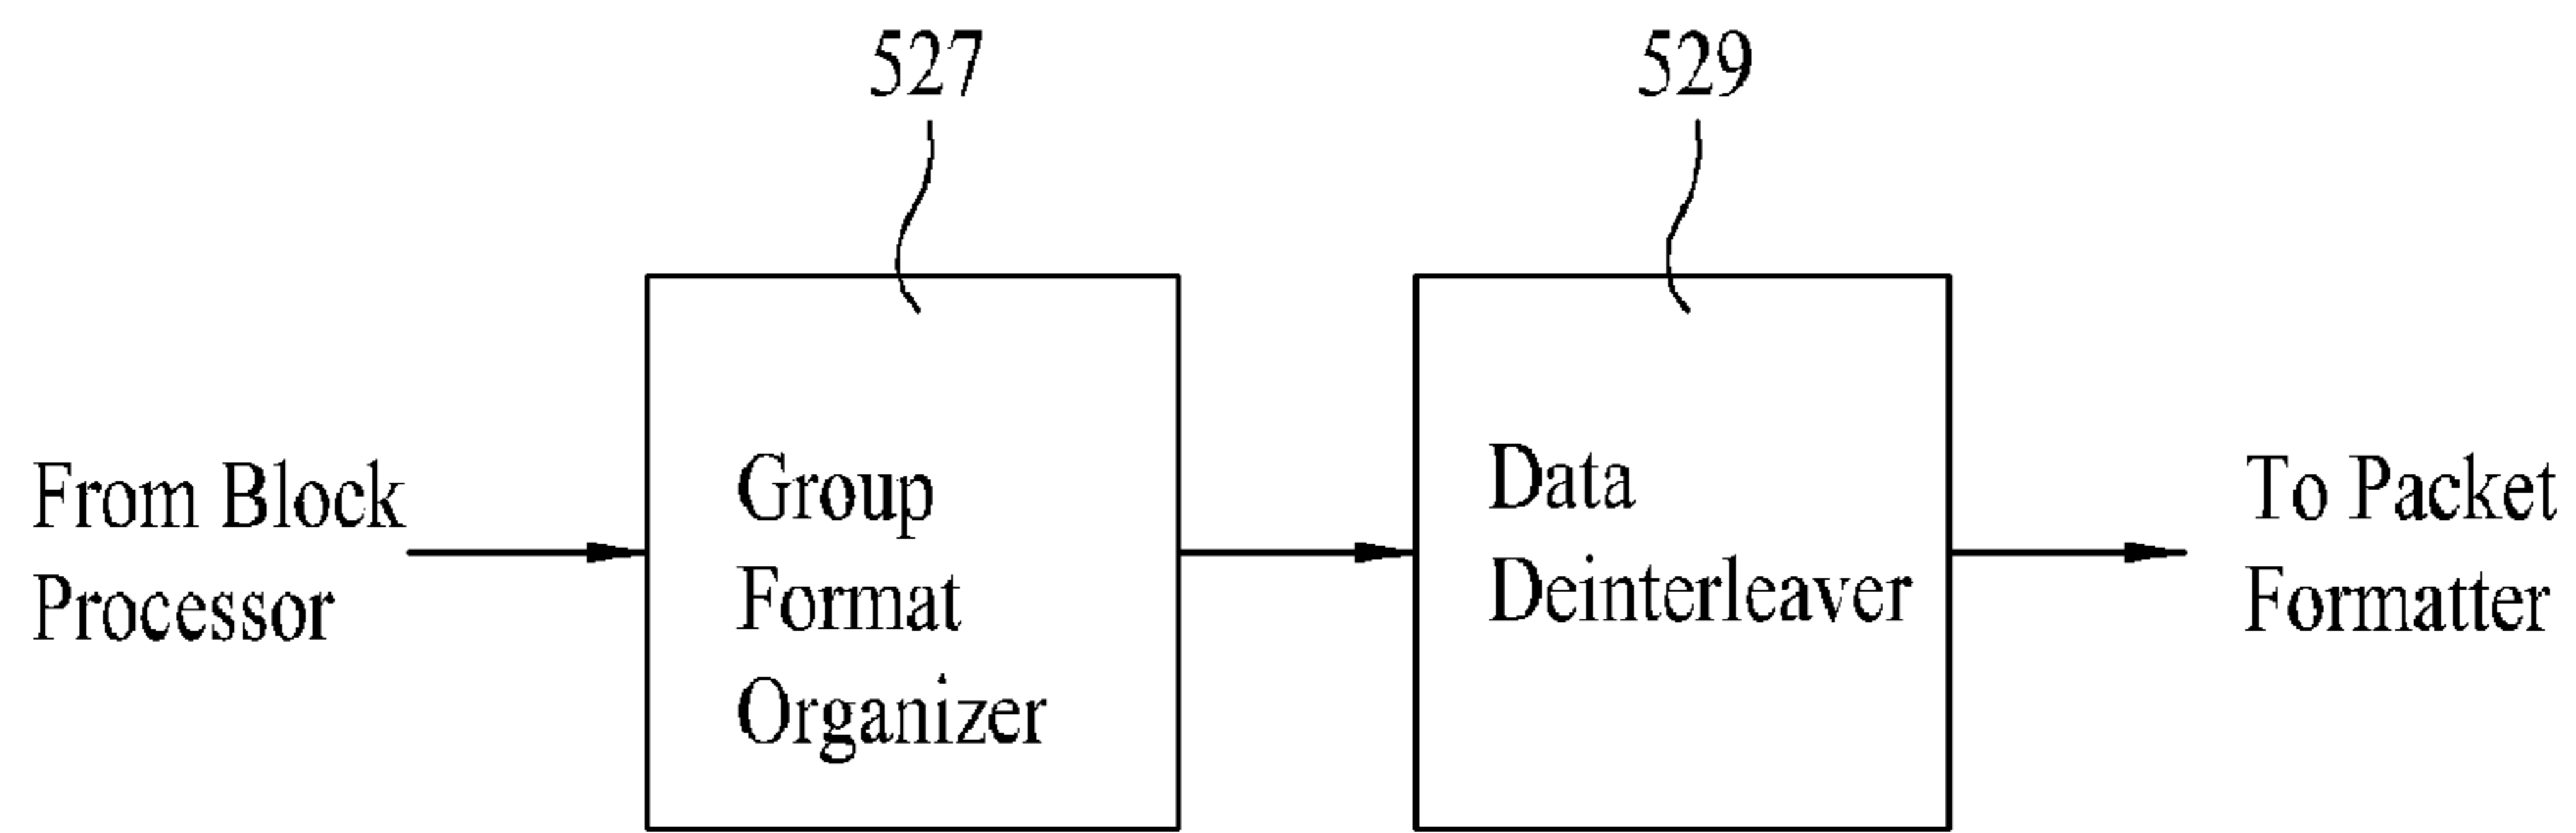 527
529
From Block
Processor
Group
Format
Organizer
Data
Deinterleaver
To Packet
Formatter